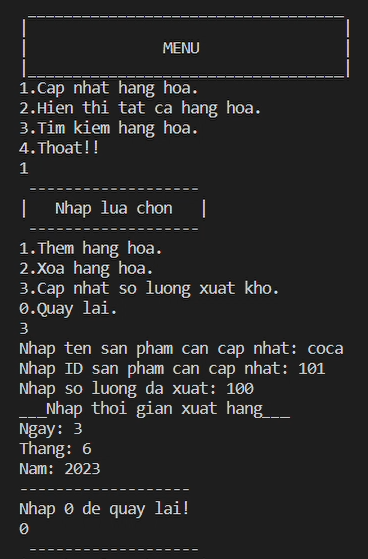 MENU
1.Cap nhat hang hoa.
2.Hien thi tat ca hang hoa.
3.Tim kiem hang hoa.
4.Thoat!!
1
-------------------
|   Nhap lua chon   |
-------------------
1.Them hang hoa.
2.Xoa hang hoa.
3.Cap nhat so luong xuat kho.
0.Quay lai.
3
Nhap ten san pham can cap nhat: coca
Nhap ID san pham can cap nhat: 101
Nhap so luong da xuat: 100
___Nhap thoi gian xuat hang___
Ngay: 3
Thang: 6
Nam: 2023
-------------------
Nhap 0 de quay lai!
0
-------------------